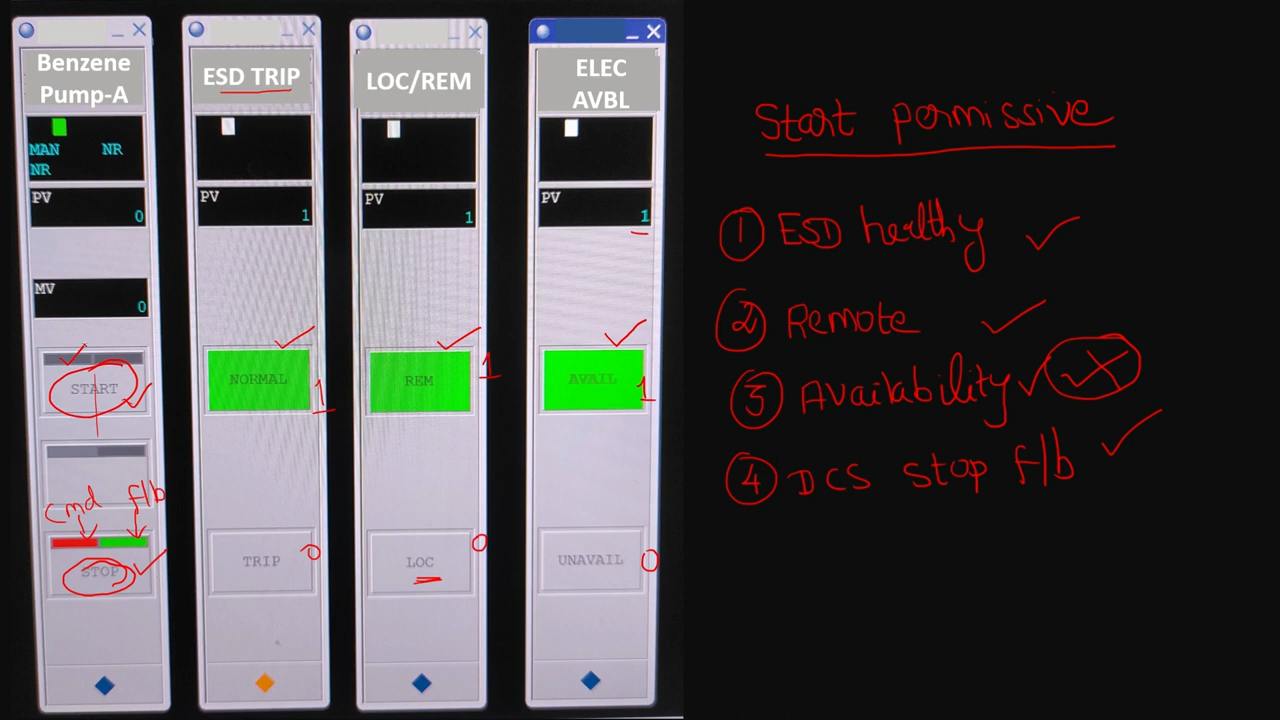 Benzene
Pump-A
MAN NR
NR
PV
0
MV
0
START
cmd f/b
STOP
ESD TRIP
PV
1
NORMAL
1
TRIP
0
LOC/REM
PV
1
REM
1
LOC
0
ELEC
AVBL
PV
1
AVAIL
1
UNAVAIL
0
Start permissive
① ESD healthy
② Remote
③ Availability
④ DCS stop f/b